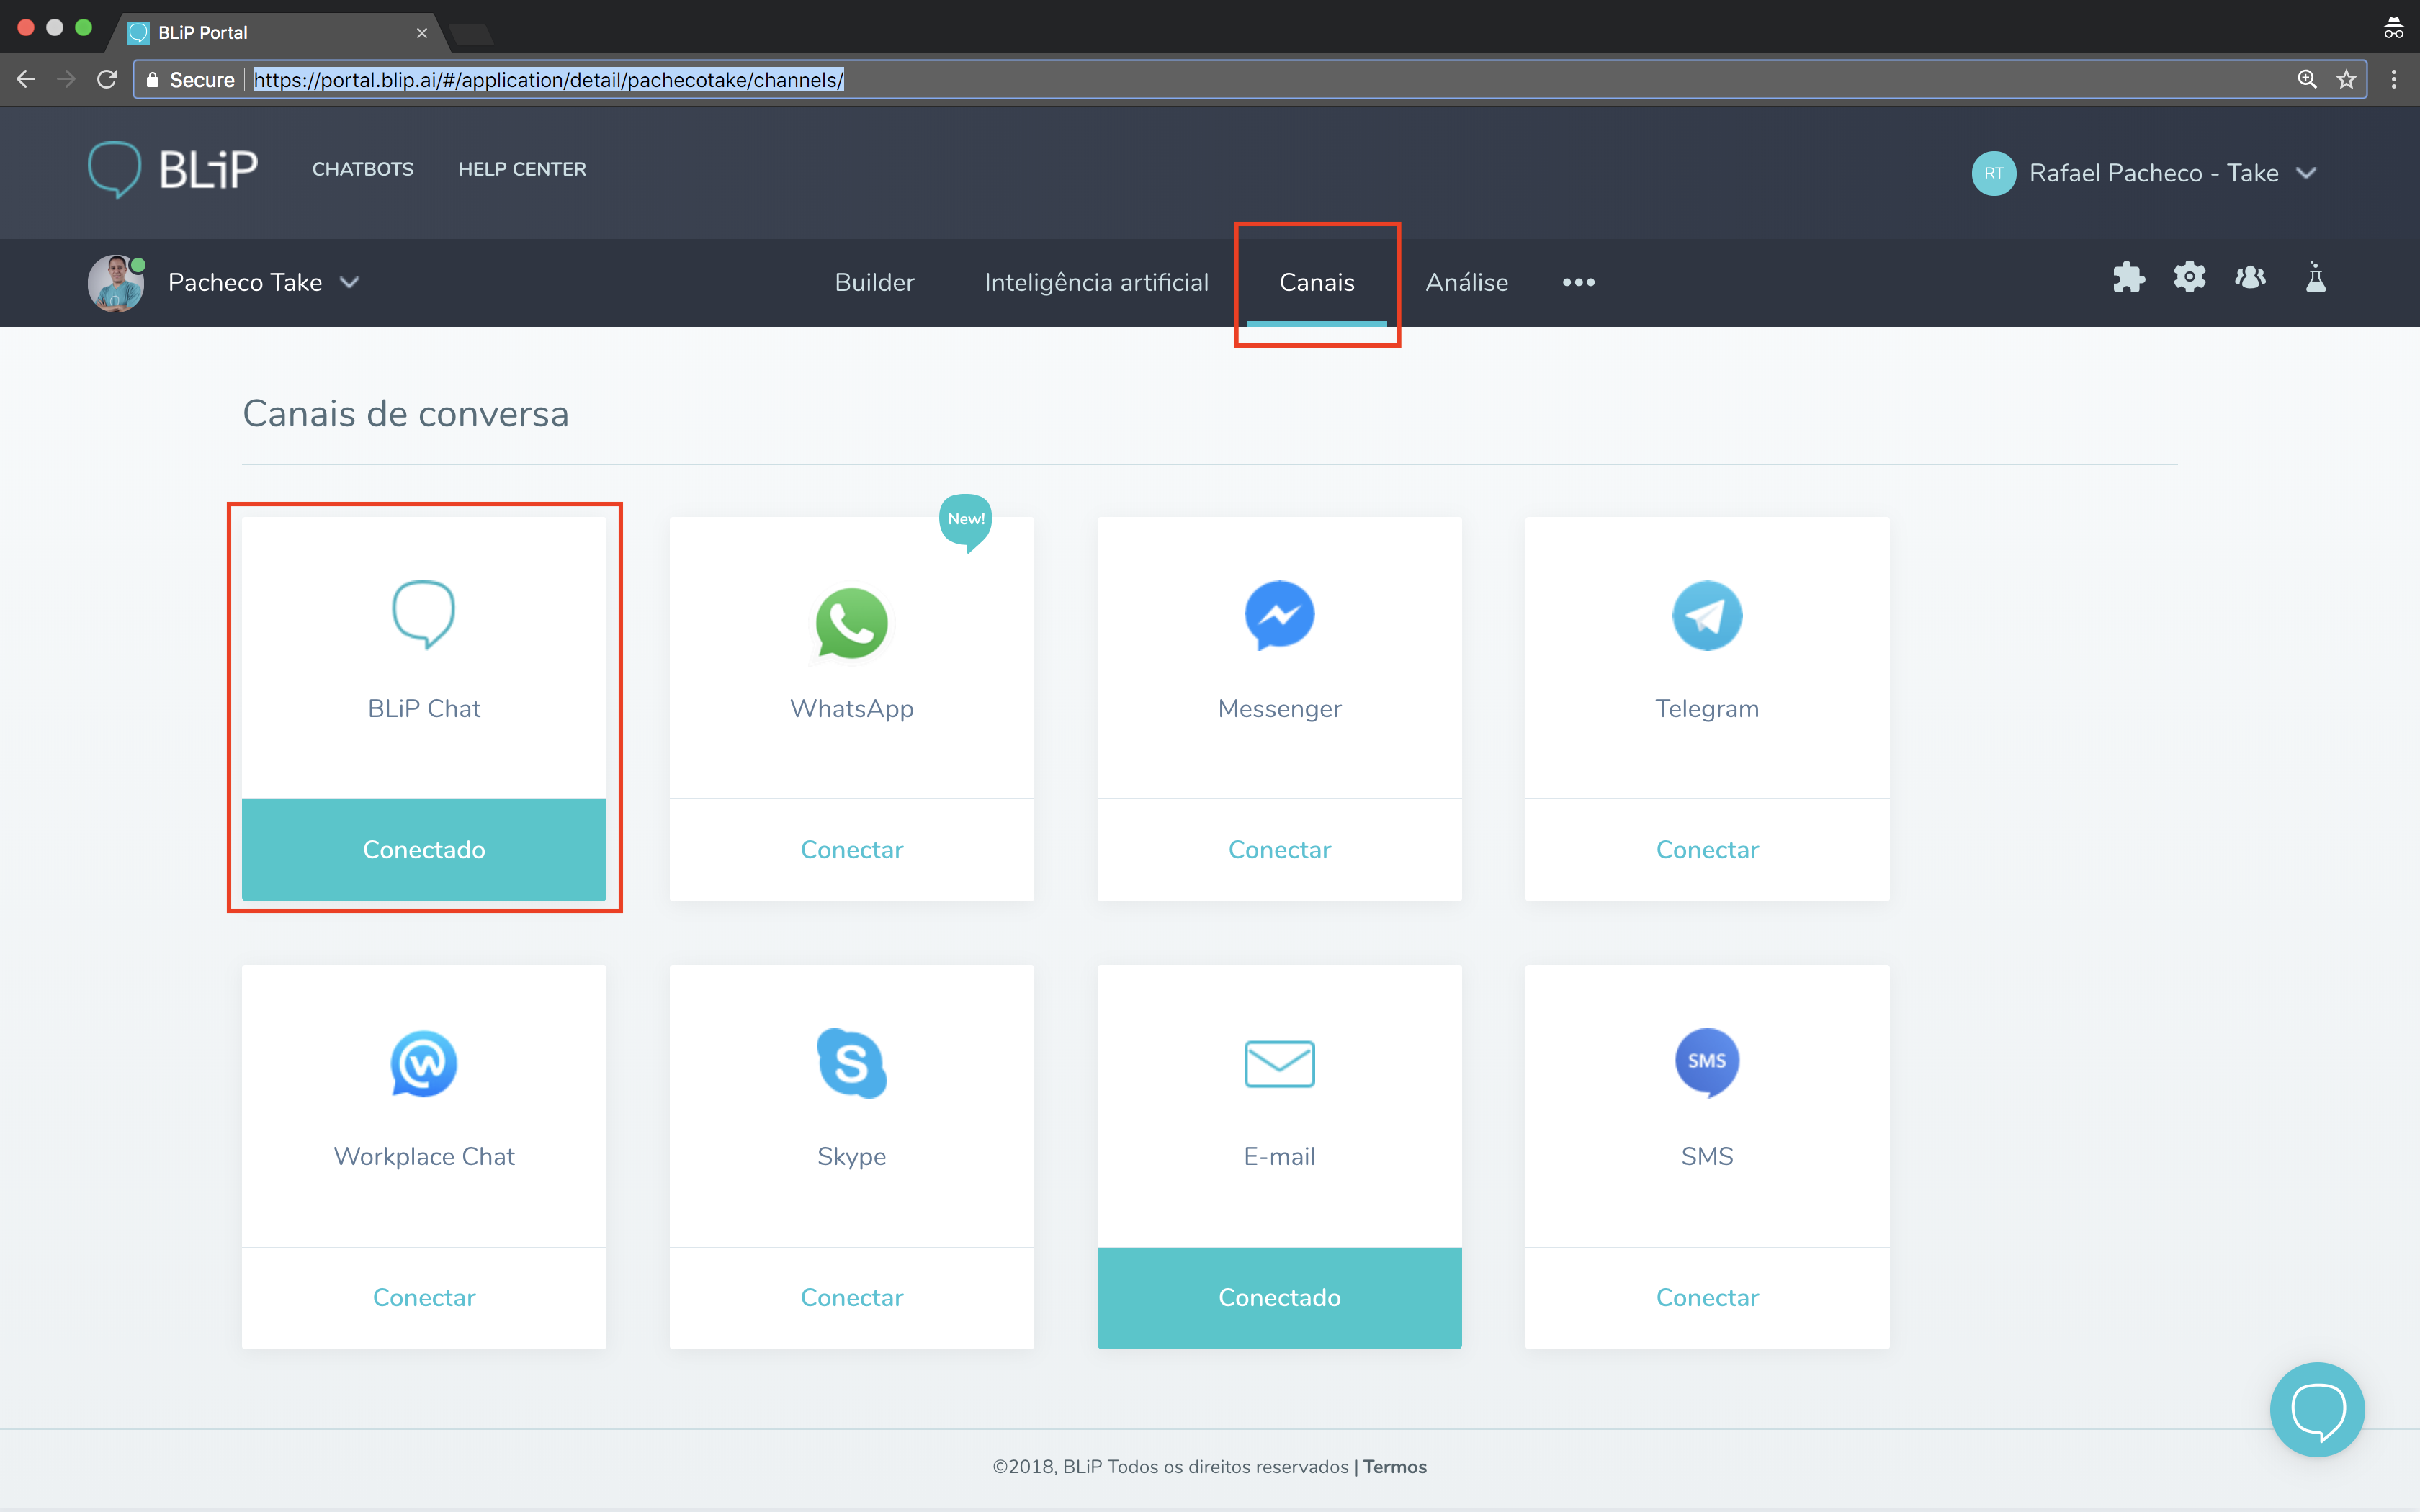 BLiP Portal
Secure https://portal.blip.ai/#/application/detail/pachecotake/channels/
BLiP CHATBOTS HELP CENTER RT Rafael Pacheco - Take
Pacheco Take Builder Inteligência artificial Canais Análise
Canais de conversa
New!
BLiP Chat WhatsApp Messenger Telegram
Conectado Conectar Conectar Conectar
W S SMS
Workplace Chat Skype E-mail SMS
Conectar Conectar Conectado Conectar
©2018, BLiP Todos os direitos reservados | Termos